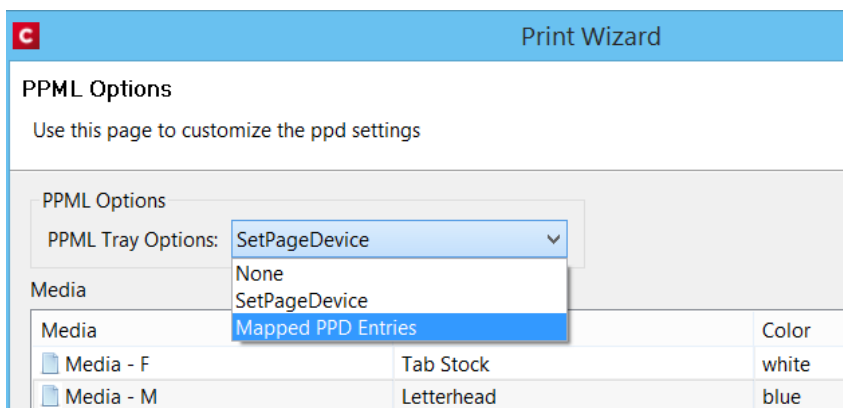 C
Print Wizard
PPML Options
Use this page to customize the ppd settings
PPML Options
PPML Tray Options: SetPageDevice
None
SetPageDevice
Mapped PPD Entries
Media
Media Color
Media - F Tab Stock white
Media - M Letterhead blue